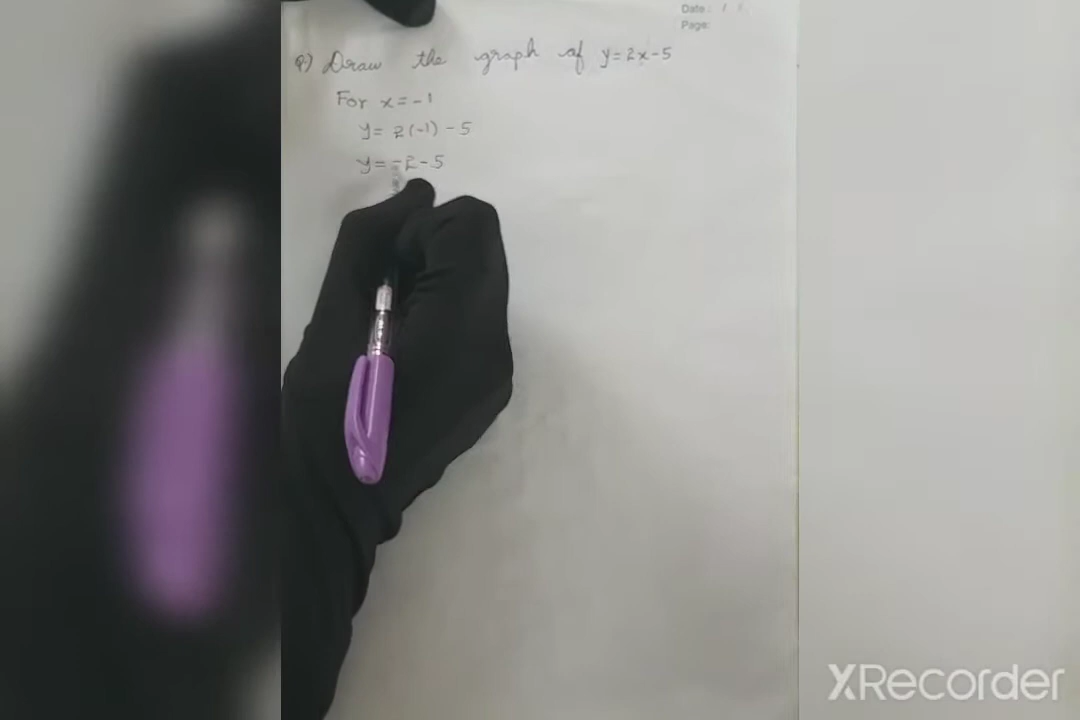 Date: / /
Page:
Q) Draw the graph of y=2x-5
For x=-1
y= 2(-1) - 5
y= -2-5
XRecorder